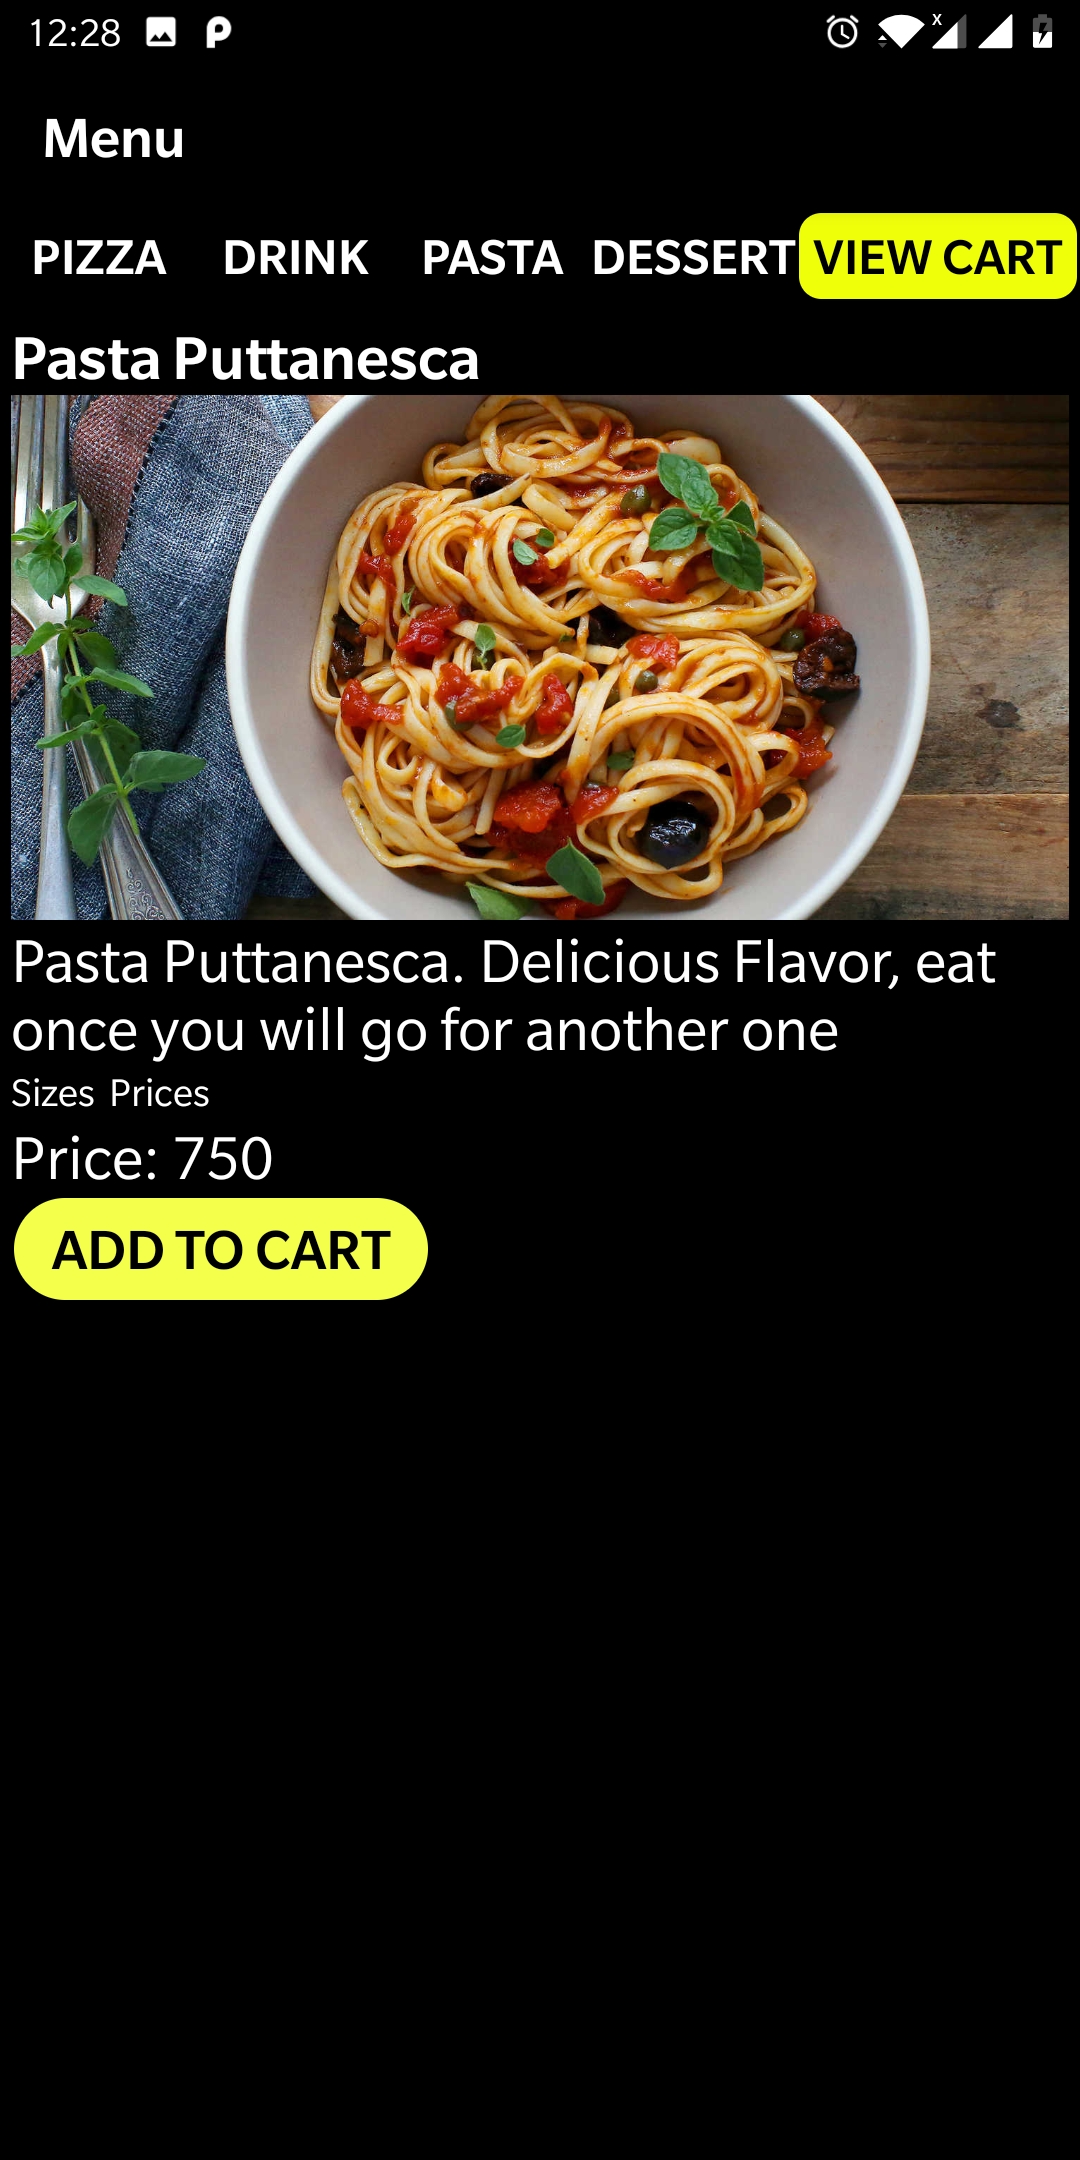 12:28
Menu
PIZZA DRINK PASTA DESSERT VIEW CART
Pasta Puttanesca
Pasta Puttanesca. Delicious Flavor, eat
once you will go for another one
Sizes Prices
Price: 750
ADD TO CART